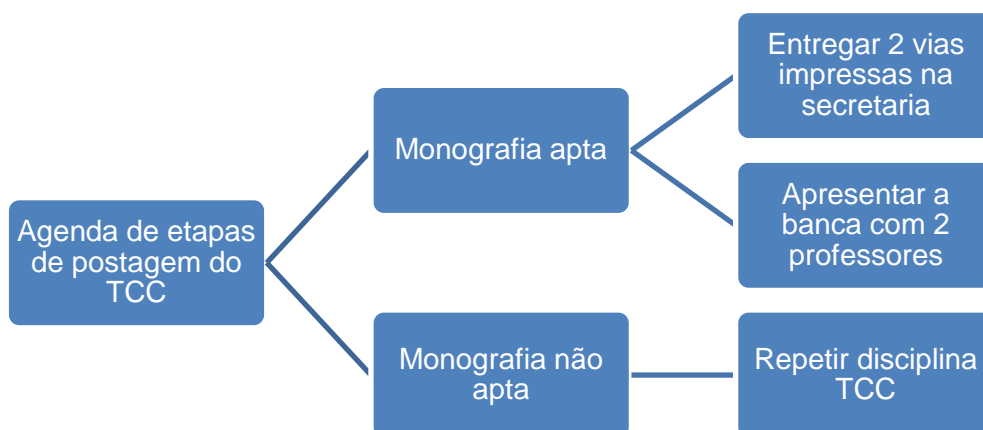 Agenda de etapas
de postagem do
TCC
Monografia apta
Entregar 2 vias
impressas na
secretaria
Apresentar a
banca com 2
professores
Monografia não
apta
Repetir disciplina
TCC